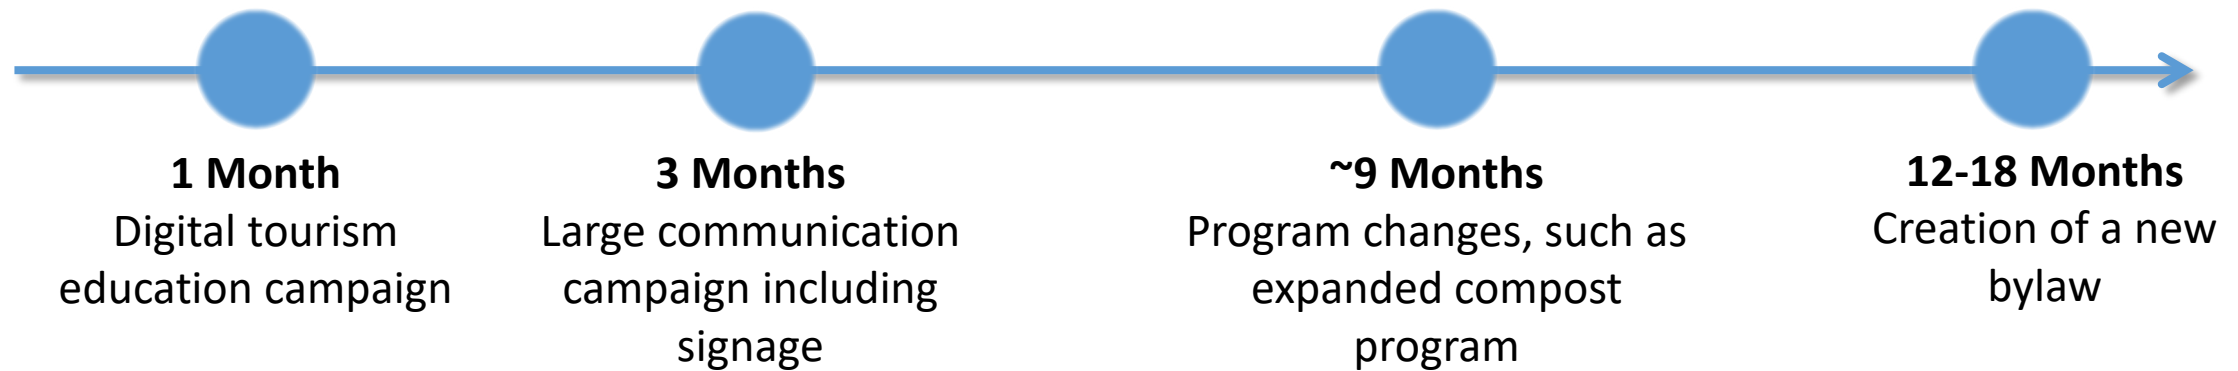 1 Month
Digital tourism
education campaign
3 Months
Large communication
campaign including
signage
~9 Months
Program changes, such as
expanded compost
program
12-18 Months
Creation of a new
bylaw